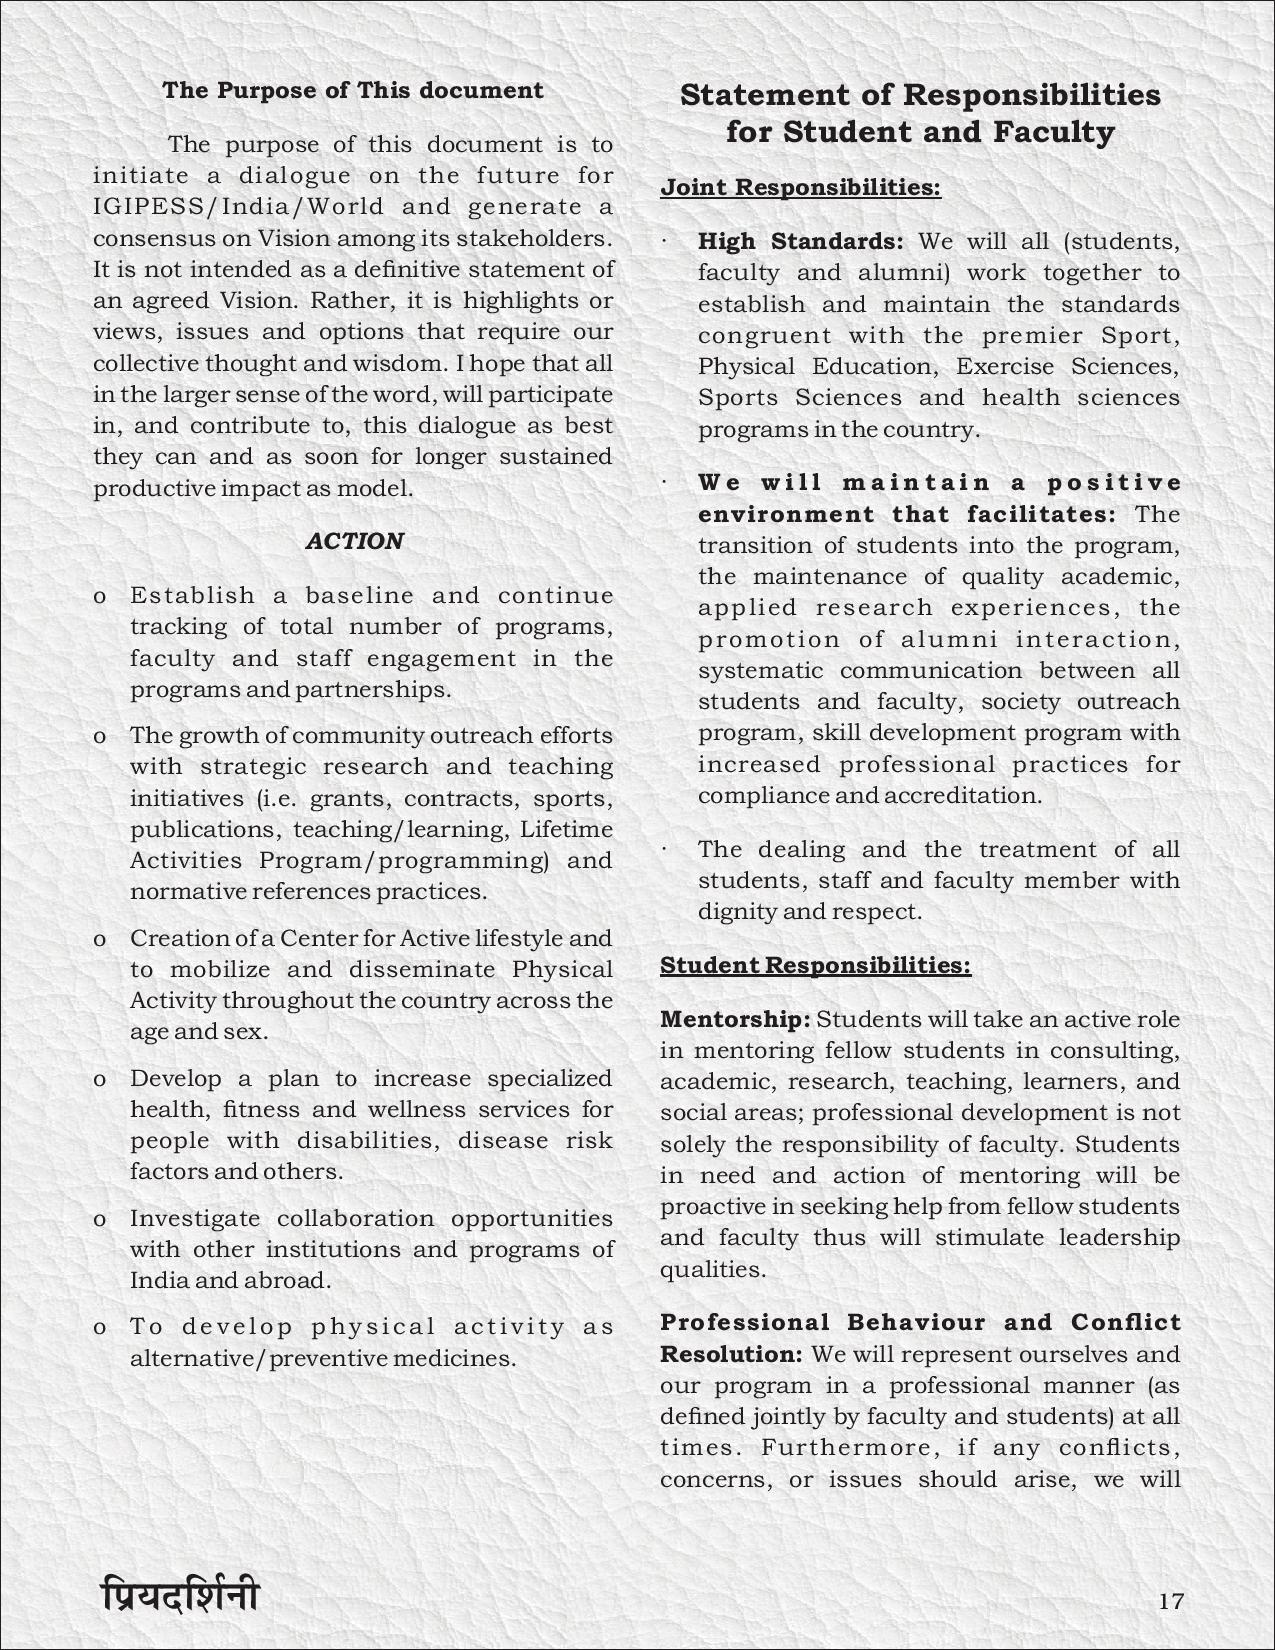 The Purpose of This document
The purpose of this document is to
initiate a dialogue on the future for
IGIPESS/India/World and generate a
consensus on Vision among its stakeholders.
It is not intended as a definitive statement of
an agreed Vision. Rather, it is highlights or
views, issues and options that require our
collective thought and wisdom. I hope that all
in the larger sense of the word, will participate
in, and contribute to, this dialogue as best
they can and as soon for longer sustained
productive impact as model.
ACTION
o Establish a baseline and continue
tracking of total number of programs,
faculty and staff engagement in the
programs and partnerships.
o The growth of community outreach efforts
with strategic research and teaching
initiatives (i.e. grants, contracts, sports,
publications, teaching/learning, Lifetime
Activities Program/programming) and
normative references practices.
o Creation of a Center for Active lifestyle and
to mobilize and disseminate Physical
Activity throughout the country across the
age and sex.
o Develop a plan to increase specialized
health, fitness and wellness services for
people with disabilities, disease risk
factors and others.
o Investigate collaboration opportunities
with other institutions and programs of
India and abroad.
o To develop physical activity as
alternative/preventive medicines.
Statement of Responsibilities
for Student and Faculty
Joint Responsibilities:
· High Standards: We will all (students,
faculty and alumni) work together to
establish and maintain the standards
congruent with the premier Sport,
Physical Education, Exercise Sciences,
Sports Sciences and health sciences
programs in the country.
· We will maintain a positive
environment that facilitates: The
transition of students into the program,
the maintenance of quality academic,
applied research experiences, the
promotion of alumni interaction,
systematic communication between all
students and faculty, society outreach
program, skill development program with
increased professional practices for
compliance and accreditation.
· The dealing and the treatment of all
students, staff and faculty member with
dignity and respect.
Student Responsibilities:
Mentorship: Students will take an active role
in mentoring fellow students in consulting,
academic, research, teaching, learners, and
social areas; professional development is not
solely the responsibility of faculty. Students
in need and action of mentoring will be
proactive in seeking help from fellow students
and faculty thus will stimulate leadership
qualities.
Professional Behaviour and Conflict
Resolution: We will represent ourselves and
our program in a professional manner (as
defined jointly by faculty and students) at all
times. Furthermore, if any conflicts,
concerns, or issues should arise, we will
प्रियदर्शिनी
17